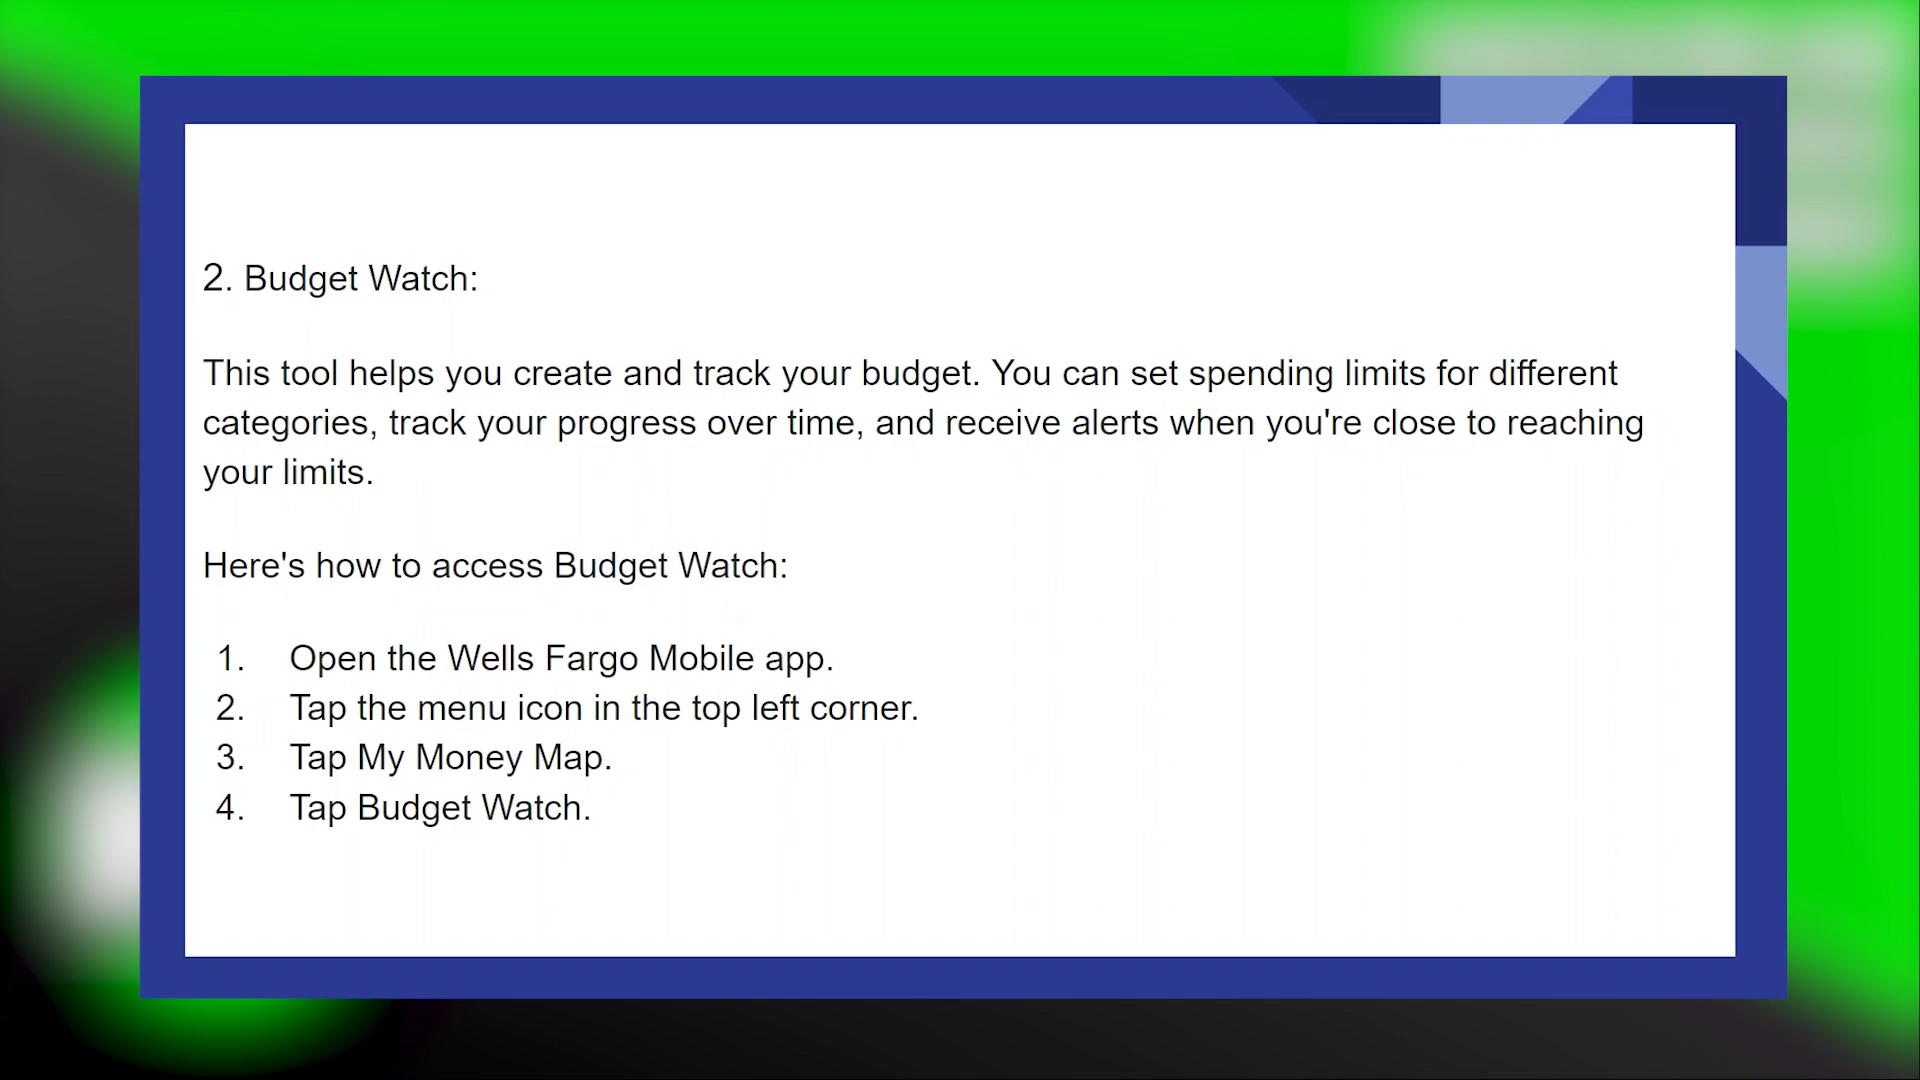 2. Budget Watch:
This tool helps you create and track your budget. You can set spending limits for different
categories, track your progress over time, and receive alerts when you're close to reaching
your limits.
Here's how to access Budget Watch:
1. Open the Wells Fargo Mobile app.
2. Tap the menu icon in the top left corner.
3. Tap My Money Map.
4. Tap Budget Watch.